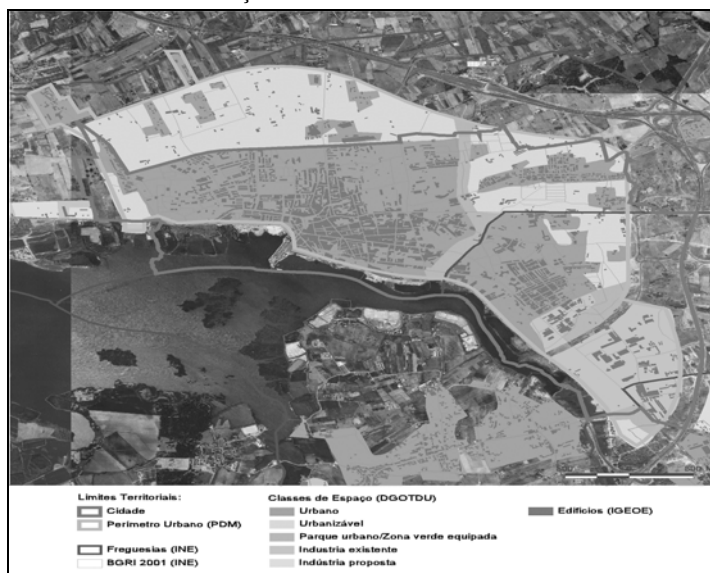 Limites Territoriais:
Cidade
Perímetro Urbano (PDM)
Freguesias (INE)
BGRI 2001 (INE)
Classes de Espaço (DGOTDU)
Urbano
Urbanizável
Parque urbano/Zona verde equipada
Industria existente
Indústria proposta
Edifícios (IGEOE)